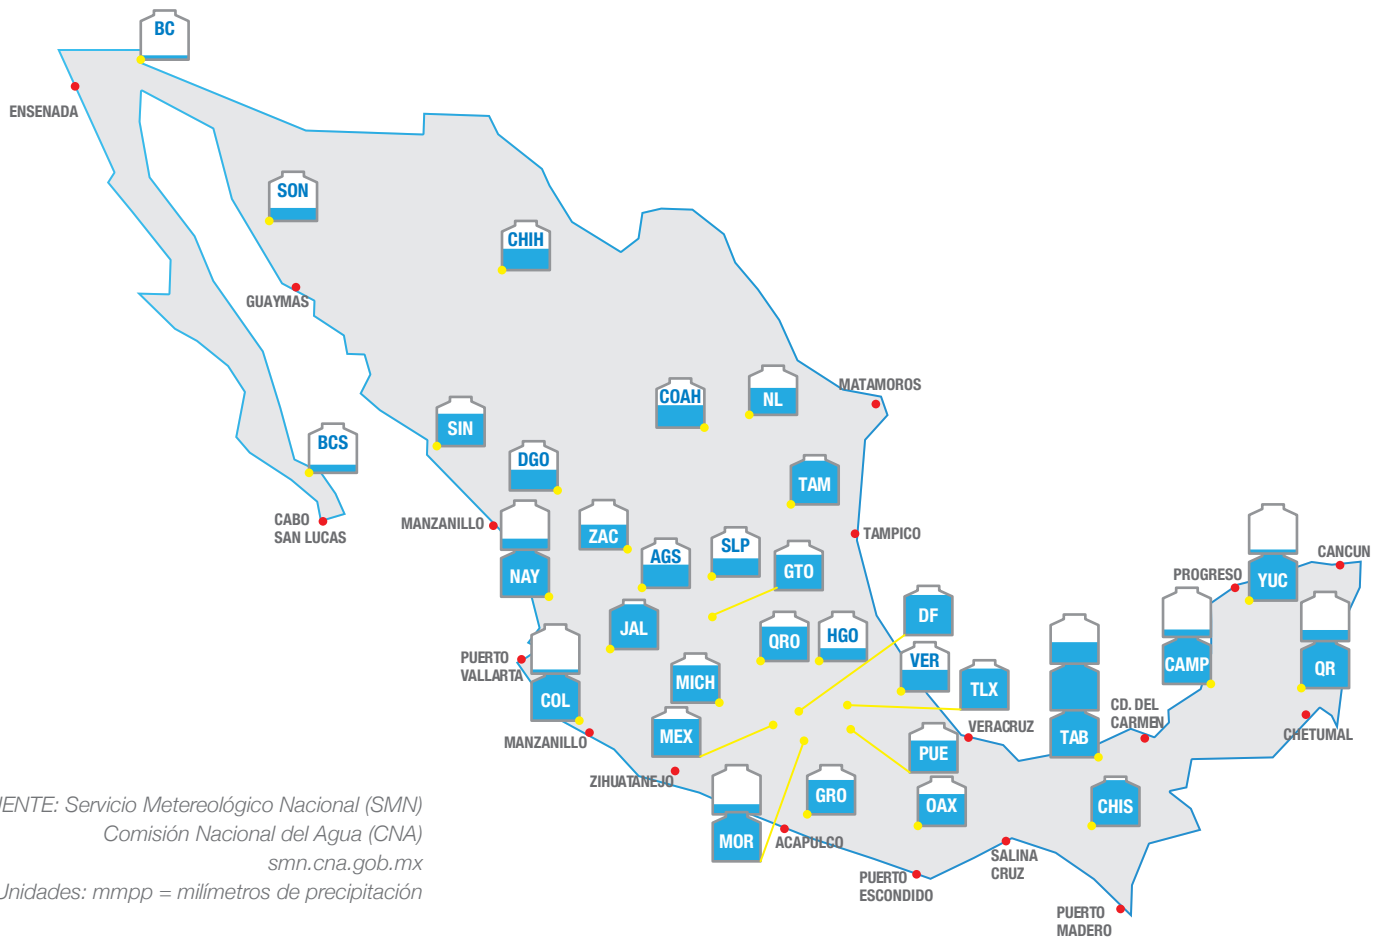 BC
ENSENADA
SON
CHIH
GUAYMAS
COAH
NL
MATAMOROS
SIN
BCS
DGO
TAM
CABO
SAN LUCAS
MANZANILLO
ZAC
AGS
SLP
GTO
TAMPICO
NAY
CANCUN
PROGRESO
YUC
JAL
QRO
HGO
DF
PUERTO
VALLARTA
VER
CAMP
QR
MICH
TLX
COL
CD. DEL
CARMEN
MANZANILLO
MEX
VERACRUZ
TAB
CHETUMAL
PUE
ZIHUATANEJO
GRO
OAX
CHIS
MOR
ACAPULCO
SALINA
CRUZ
PUERTO
ESCONDIDO
PUERTO
MADERO
ENTE: Servicio Metereológico Nacional (SMN)
Comisión Nacional del Agua (CNA)
smn.cna.gob.mx
Unidades: mmpp = milímetros de precipitación